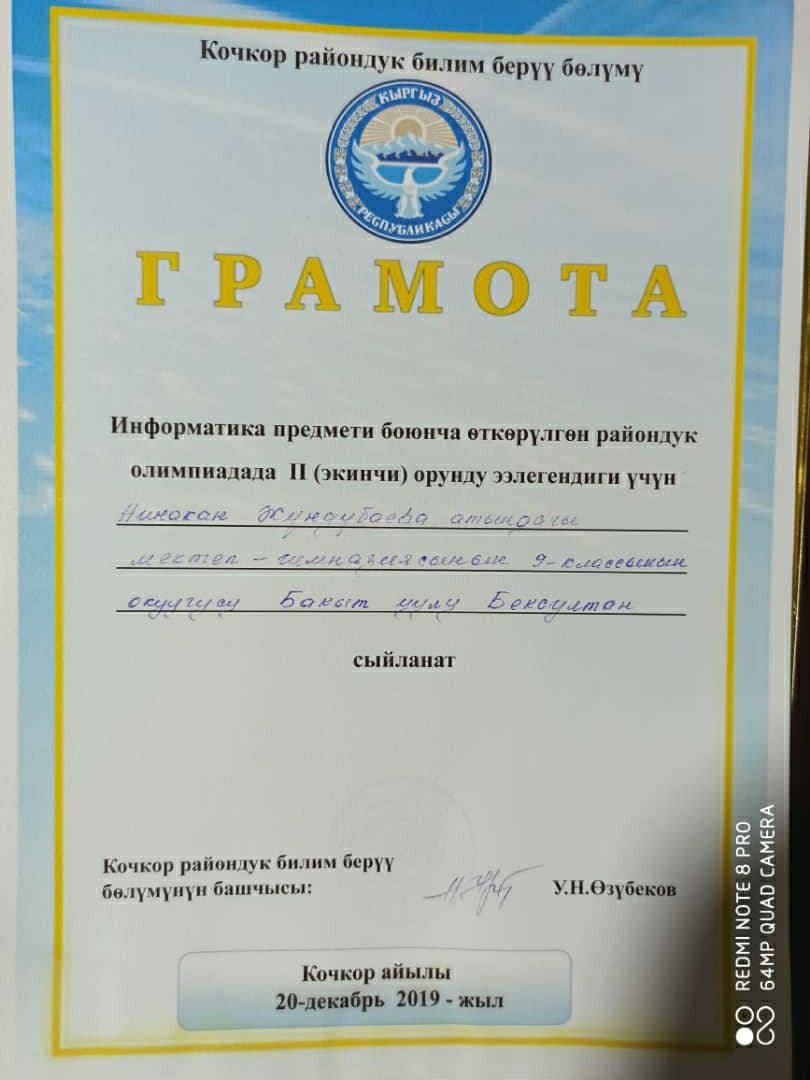 Кочкор райондук билим берүү бөлүмү
КЫРГЫЗ
РЕСПУБЛИКАСЫ
ГРАМОТА
Информатика предмети боюнча өткөрүлгөн райондук
олимпиадада II (экинчи) орунду ээлегендиги үчүн
Жундубаева атындагы
мектеп – гимназиясынын 9-классынын
окуучусу Бакыт уулу Бексултан
сыйланат
Кочкор райондук билим берүү
бөлүмүнүн башчысы:
У.Н.Өзүбеков
Кочкор айылы
20-декабрь 2019 - жыл
REDMI NOTE 8 PRO
64MP QUAD CAMERA